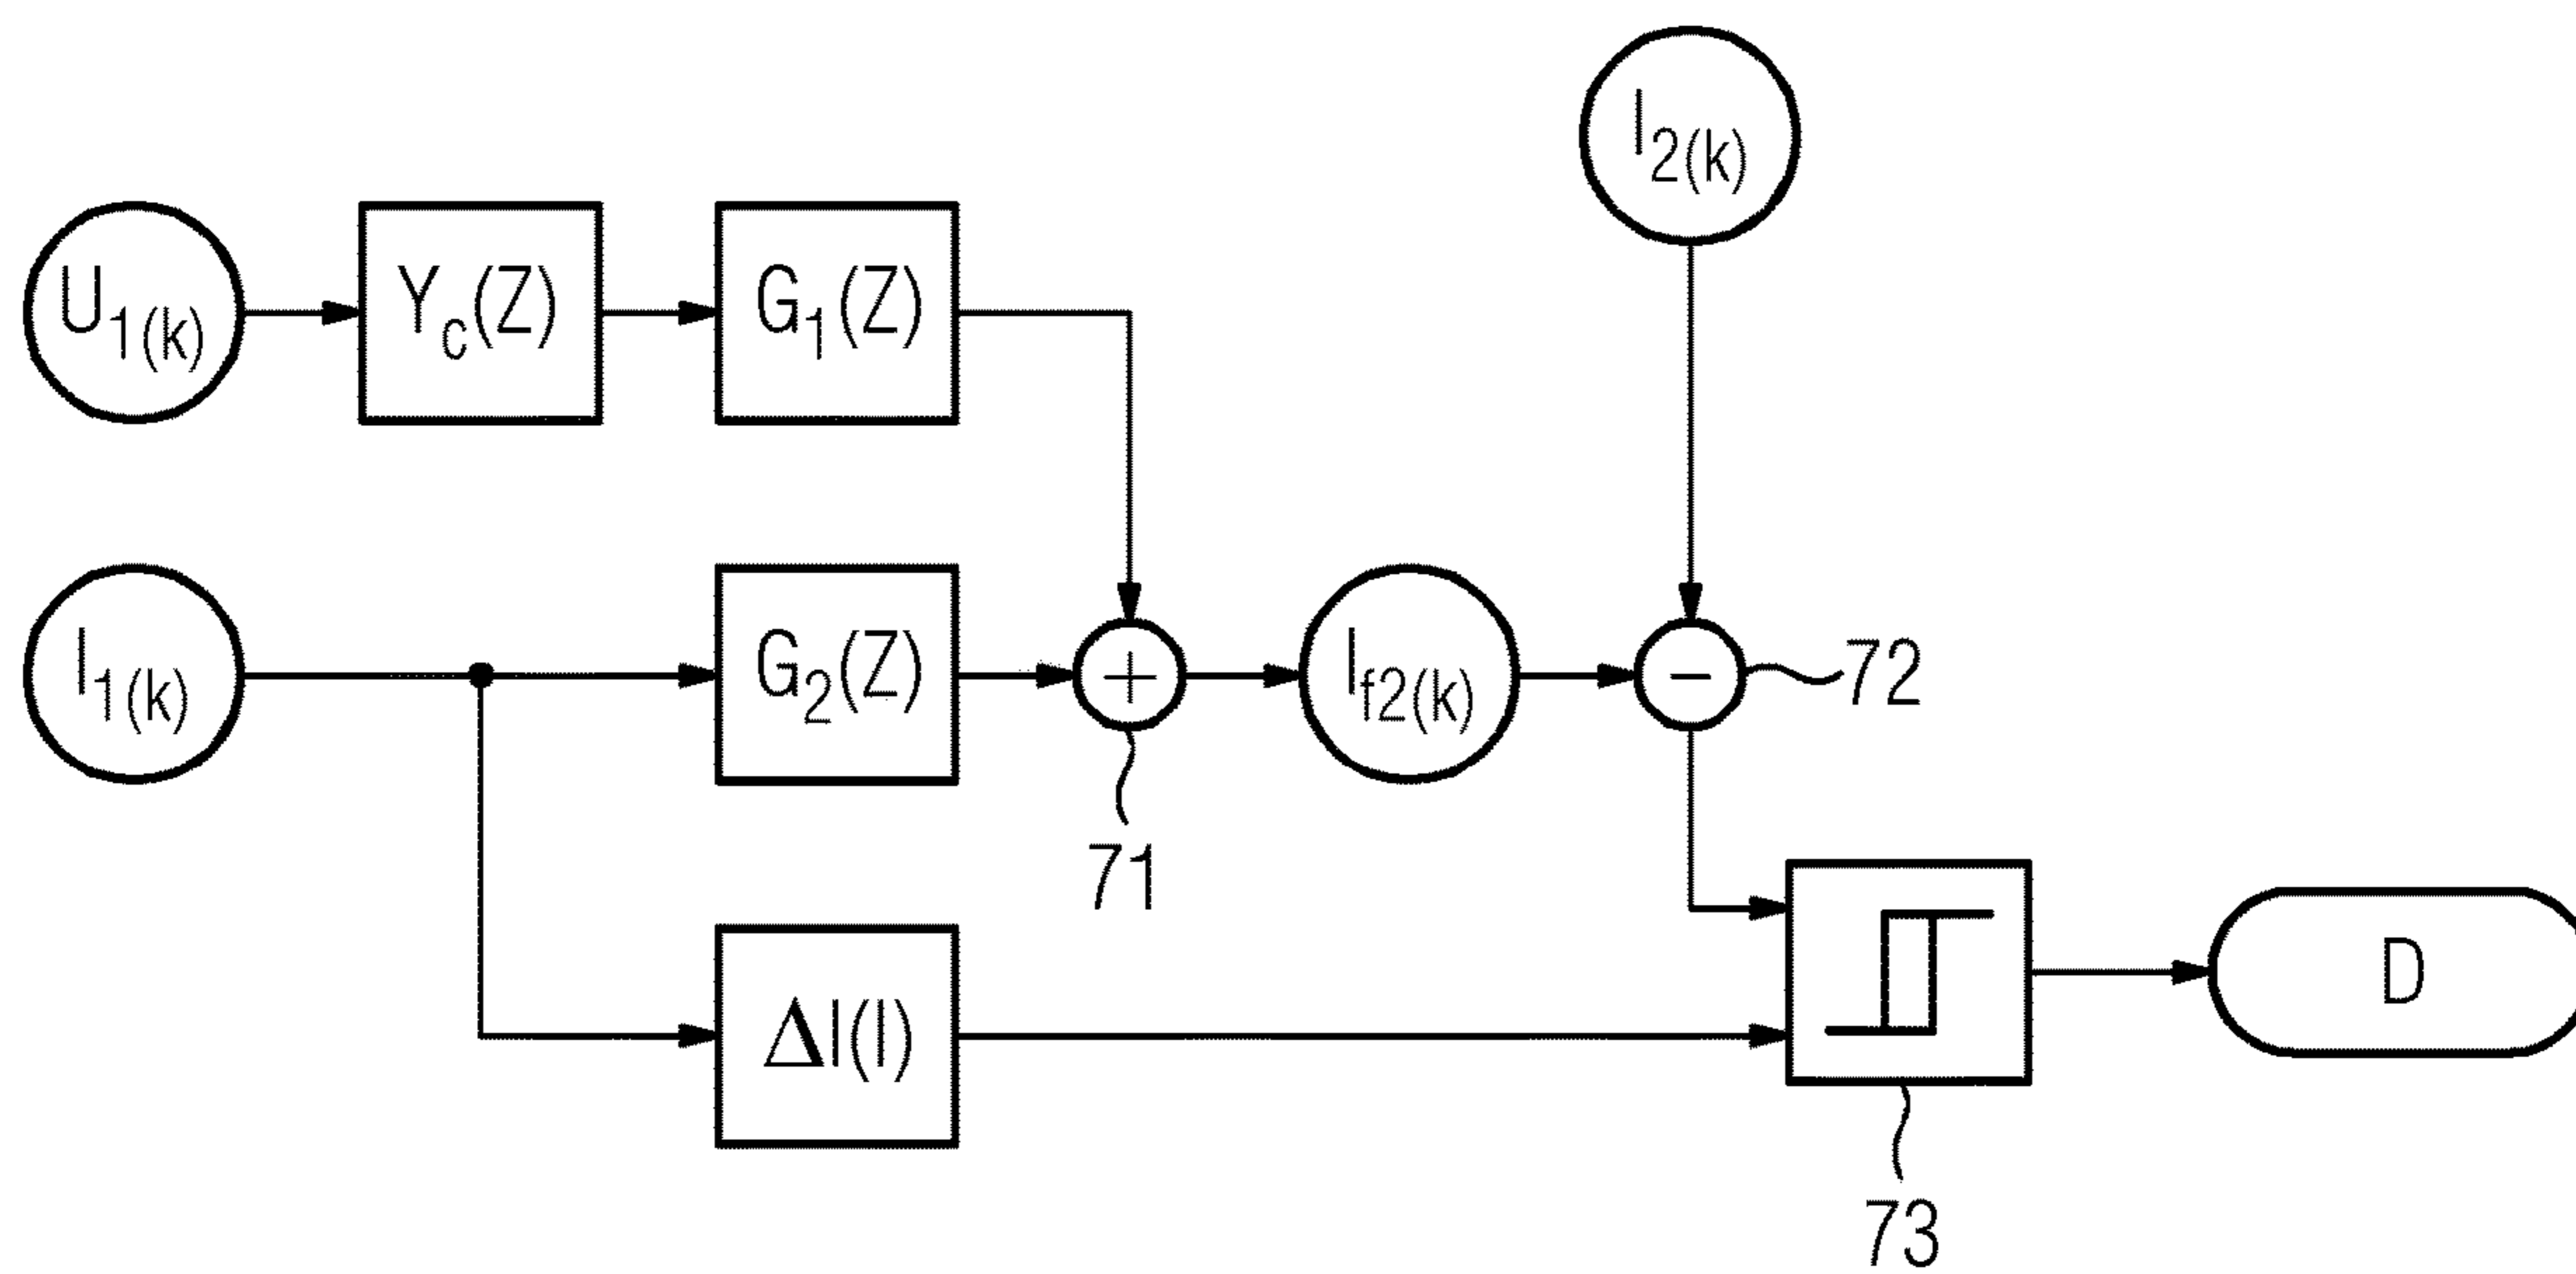 I2(k)
U1(k)
Yc(Z)
G1(Z)
I1(k)
G2(Z)
+
If2(k)
−
72
71
ΔI(I)
D
73